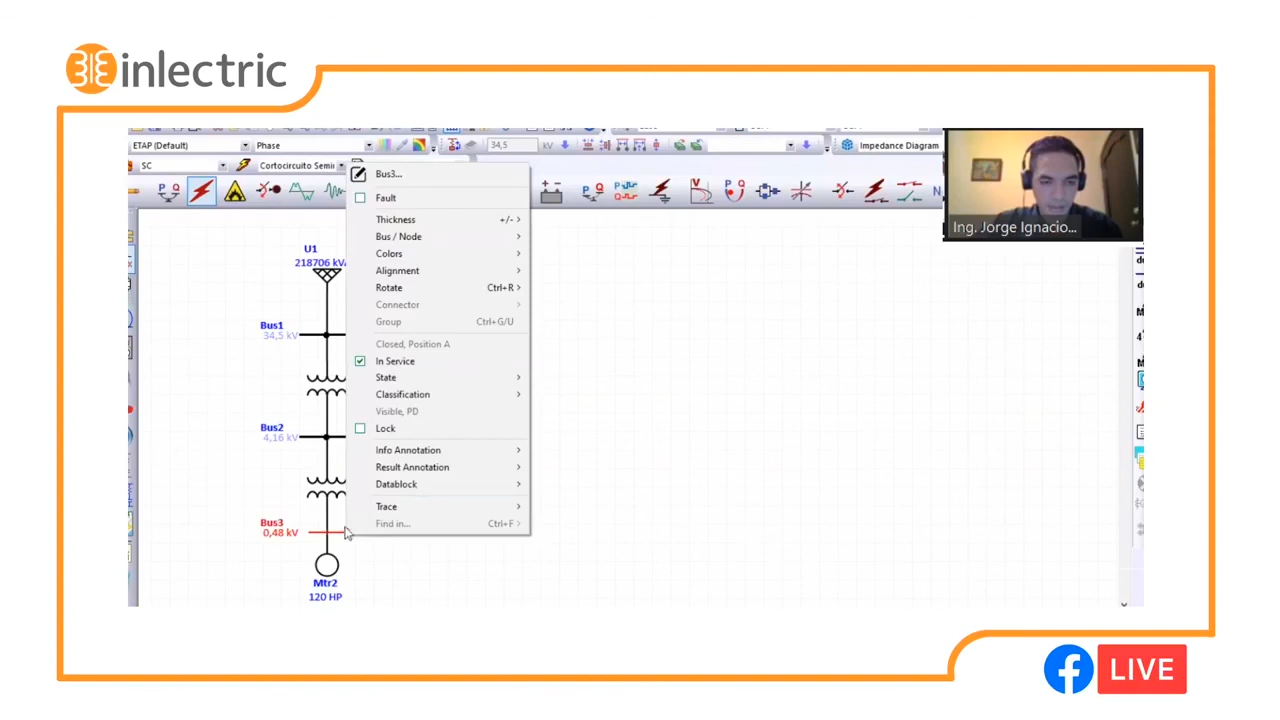 inlectric
ETAP (Default)
Phase
34,5
kV
Impedance Diagram
SC
Cortocircuito Semi
Bus3...
Fault
Thickness +/- >
Bus / Node >
Colors >
Alignment >
Rotate Ctrl+R >
Connector >
Group Ctrl+G/U
Closed, Position A
In Service
State >
Classification >
Visible, PD
Lock
Info Annotation >
Result Annotation >
Datablock >
Trace >
Find in... Ctrl+F >
U1
218706 kV
Bus1
34,5 kV
Bus2
4,16 kV
Bus3
0,48 kV
Mtr2
120 HP
Ing. Jorge Ignacio...
LIVE